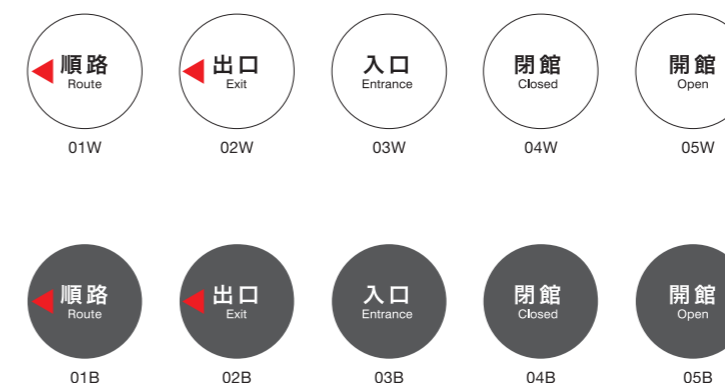 順路
Route
01W
出口
Exit
02W
入口
Entrance
03W
閉館
Closed
04W
開館
Open
05W
順路
Route
01B
出口
Exit
02B
入口
Entrance
03B
閉館
Closed
04B
開館
Open
05B